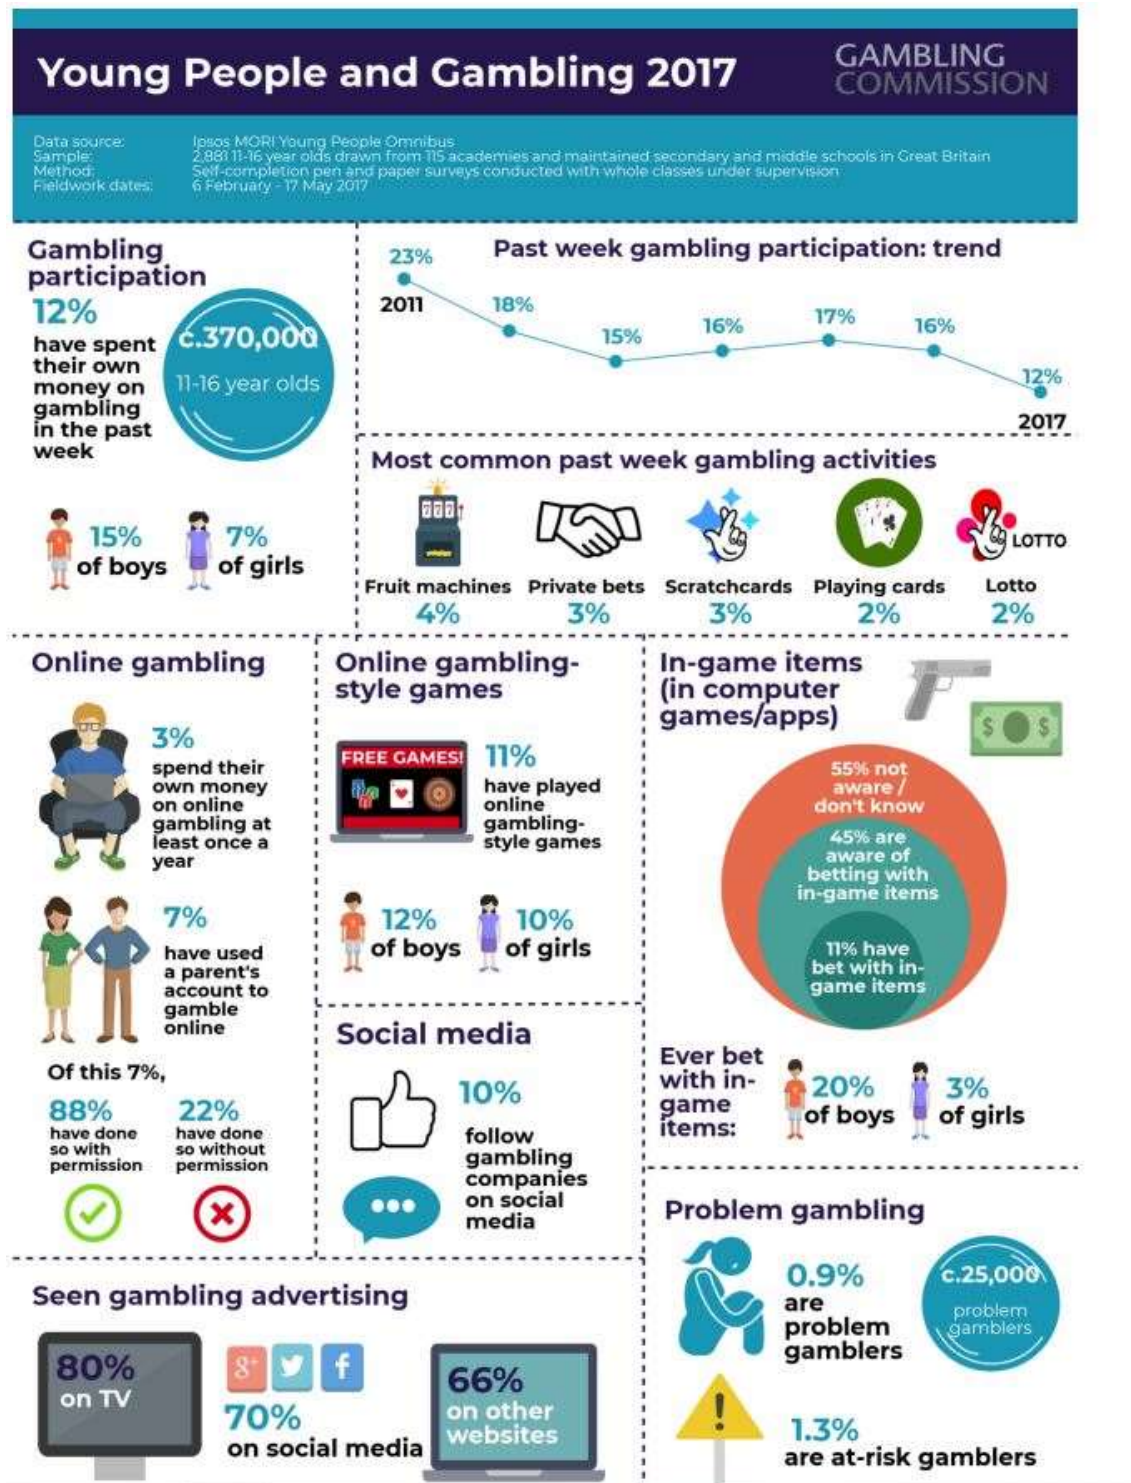 Young People and Gambling 2017
GAMBLING
COMMISSION
Data source: Ipsos MORI Young People Omnibus
Sample: 2,881 11-16 year olds drawn from 115 academies and maintained secondary and middle schools in Great Britain
Method: Self-completion pen and paper surveys conducted with whole classes under supervision
Fieldwork dates: 6 February - 17 May 2017
Gambling
participation
12%
have spent
their own
money on
gambling
in the past
week
c.370,000
11-16 year olds
15%
of boys
7%
of girls
Past week gambling participation: trend
23%
2011
18%
15%
16%
17%
16%
12%
2017
Most common past week gambling activities
777
LOTTO
Fruit machines
4%
Private bets
3%
Scratchcards
3%
Playing cards
2%
Lotto
2%
Online gambling
3%
spend their
own money
on online
gambling at
least once a
year
7%
have used
a parent's
account to
gamble
online
Of this 7%,
88%
have done
so with
permission
22%
have done
so without
permission
Online gambling-
style games
FREE GAMES!
11%
have played
online
gambling-
style games
12%
of boys
10%
of girls
Social media
10%
follow
gambling
companies
on social
media
In-game items
(in computer
games/apps)
$ $
55% not
aware /
don't know
45% are
aware of
betting with
in-game items
11% have
bet with in-
game items
Ever bet
with in-
game
items:
20%
of boys
3%
of girls
Seen gambling advertising
80%
on TV
g+ f
70%
on social media
66%
on other
websites
Problem gambling
0.9%
are
problem
gamblers
c.25,000
problem
gamblers
!
1.3%
are at-risk gamblers